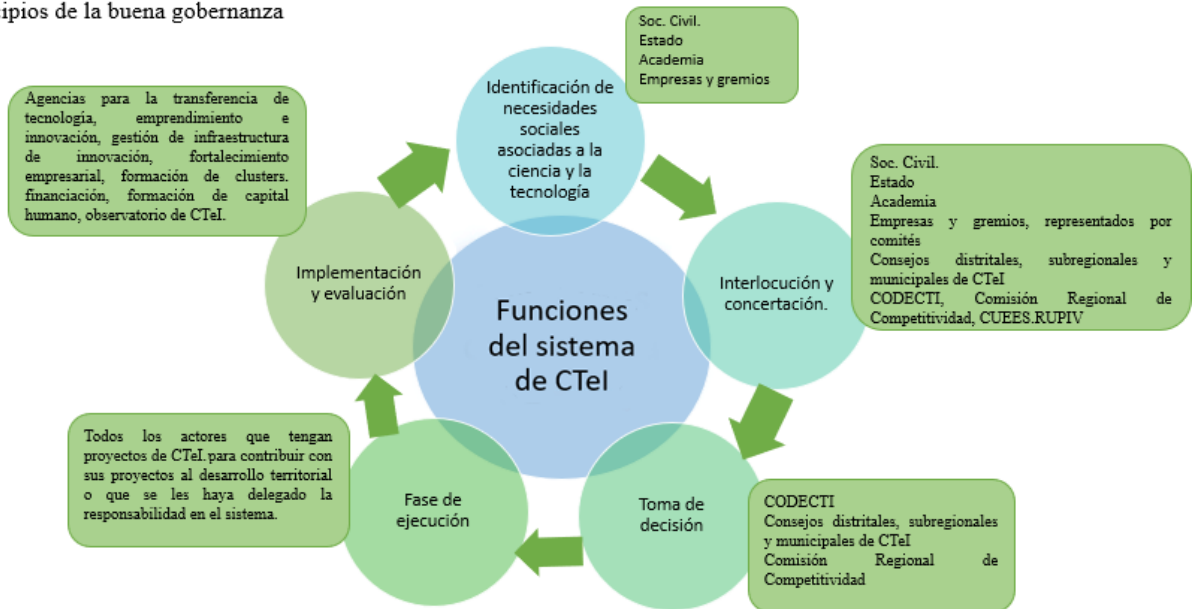 cipios de la buena gobernanza
Soc. Civil.
Estado
Academia
Empresas y gremios
Identificación de
necesidades
sociales
asociadas a la
ciencia y la
tecnología
Agencias para la transferencia de
tecnología, emprendimiento e
innovación, gestión de infraestructura
de innovación, fortalecimiento
empresarial, formación de clusters.
financiación, formación de capital
humano, observatorio de CTeI.
Soc. Civil.
Estado
Academia
Empresas y gremios, representados por
comités
Consejos distritales, subregionales y
municipales de CTeI
CODECTI, Comisión Regional de
Competitividad, CUEES.RUPIV
Implementación
y evaluación
Interlocución y
concertación.
Funciones
del sistema
de CTeI
Todos los actores que tengan
proyectos de CTeI.para contribuir con
sus proyectos al desarrollo territorial
o que se les haya delegado la
responsabilidad en el sistema.
Fase de
ejecución
Toma de
decisión
CODECTI
Consejos distritales, subregionales
y municipales de CTeI
Comisión Regional de
Competitividad